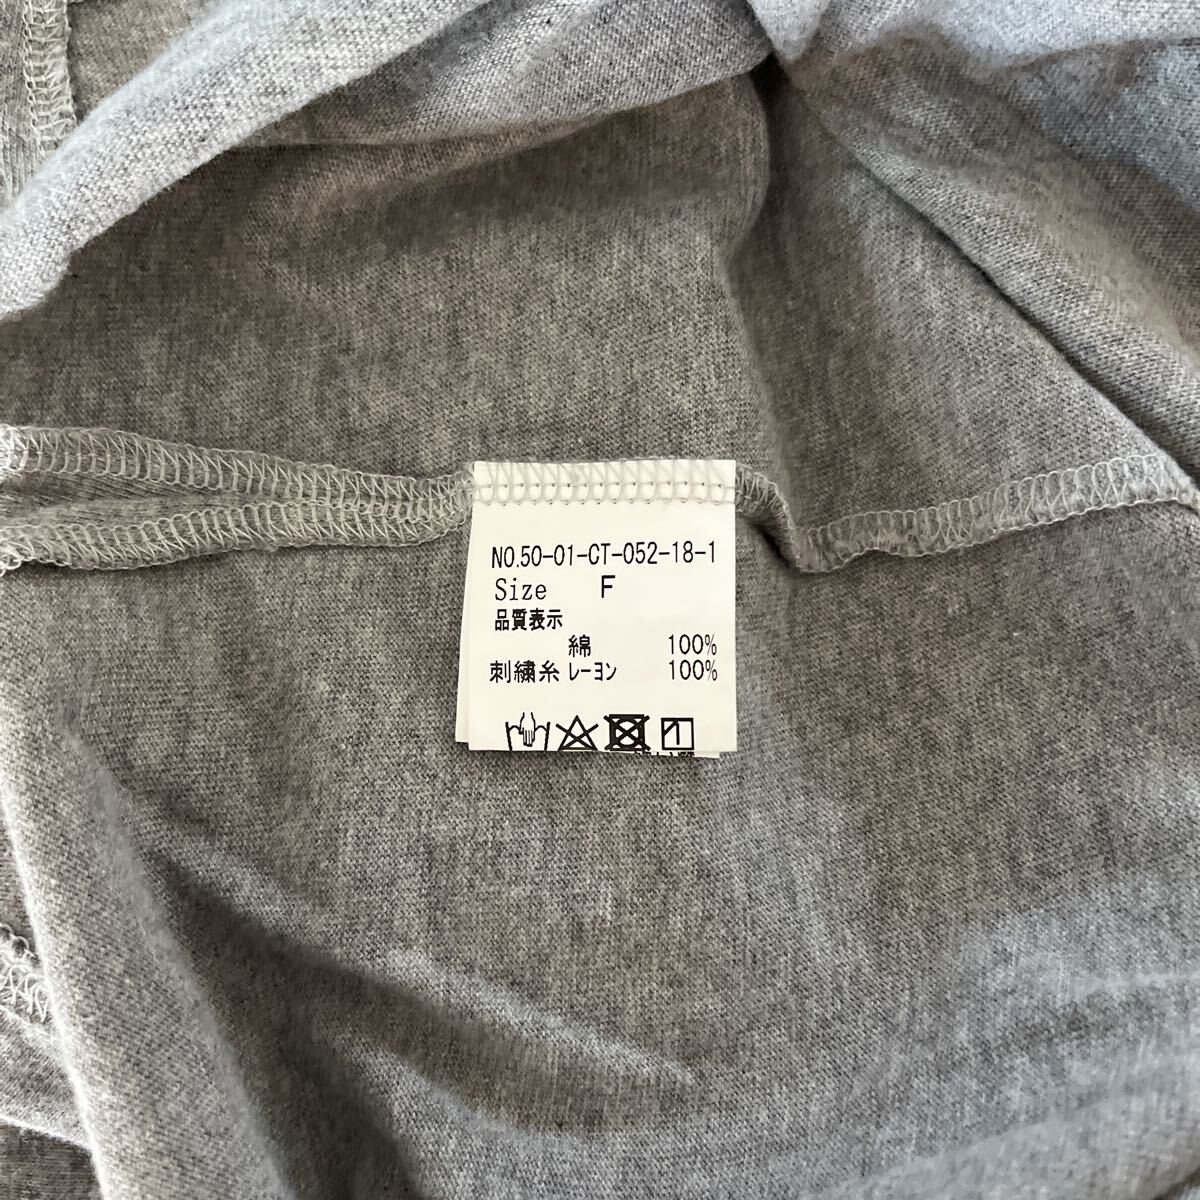 NO.50-01-CT-052-18-1
Size F
品質表示
綿 100%
刺繍糸 レーヨン 100%